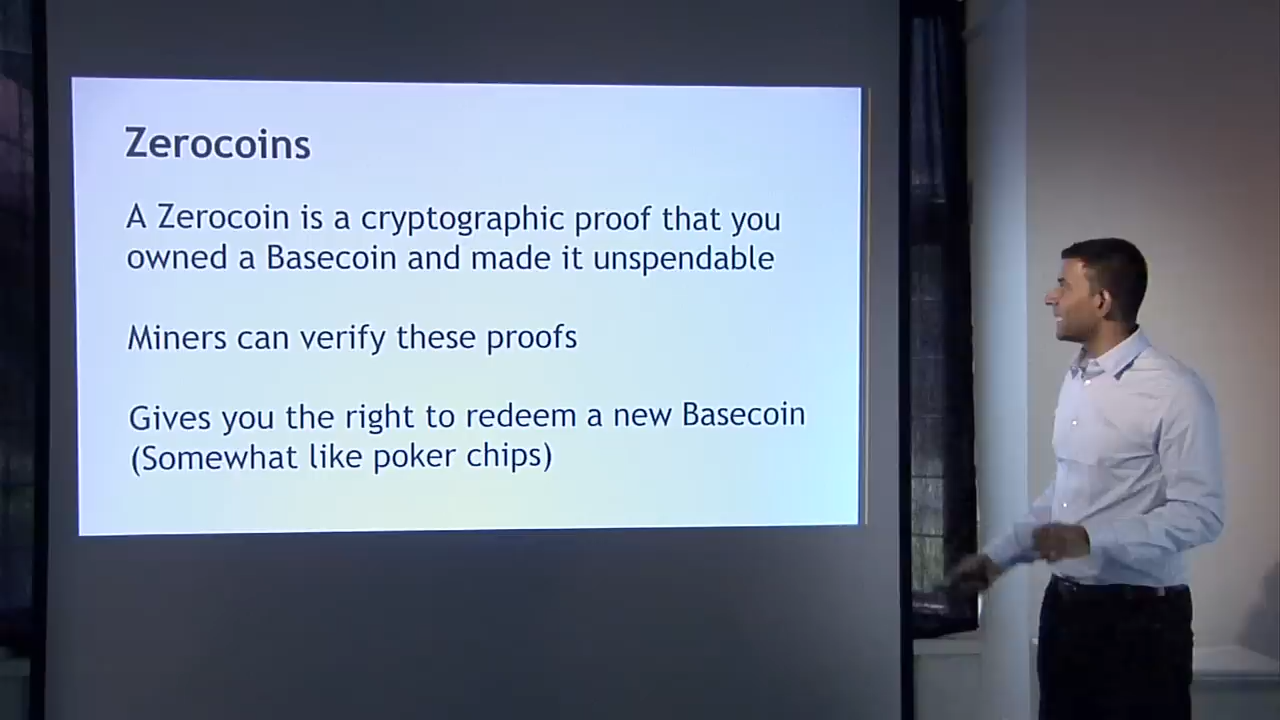 Zerocoins
A Zerocoin is a cryptographic proof that you
owned a Basecoin and made it unspendable
Miners can verify these proofs
Gives you the right to redeem a new Basecoin
(Somewhat like poker chips)